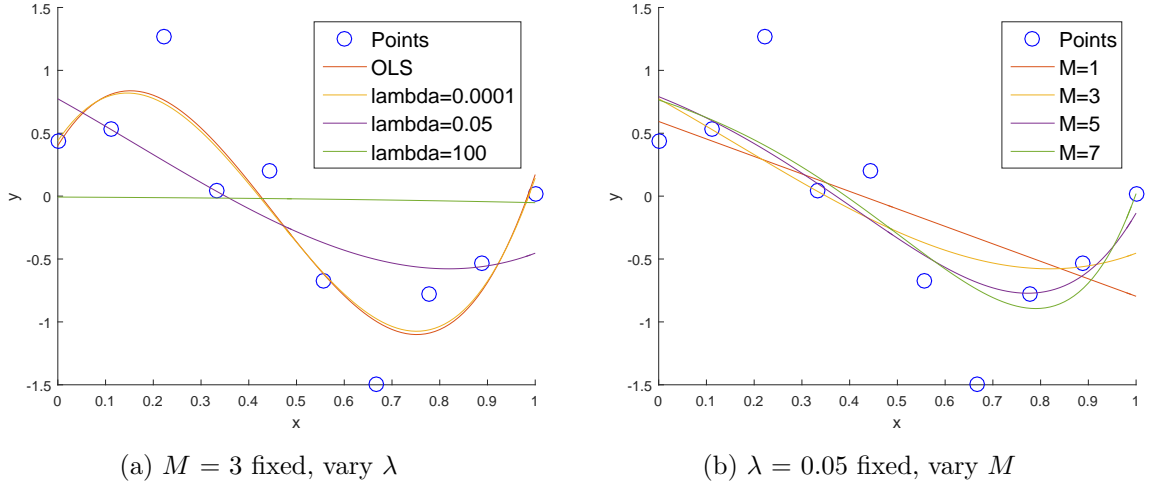 1.5
1
0.5
0
-0.5
-1
-1.5
y
0 0.1 0.2 0.3 0.4 0.5 0.6 0.7 0.8 0.9 1
x
Points
OLS
lambda=0.0001
lambda=0.05
lambda=100
(a) M = 3 fixed, vary λ
1.5
1
0.5
0
-0.5
-1
-1.5
y
0 0.1 0.2 0.3 0.4 0.5 0.6 0.7 0.8 0.9 1
x
Points
M=1
M=3
M=5
M=7
(b) λ = 0.05 fixed, vary M